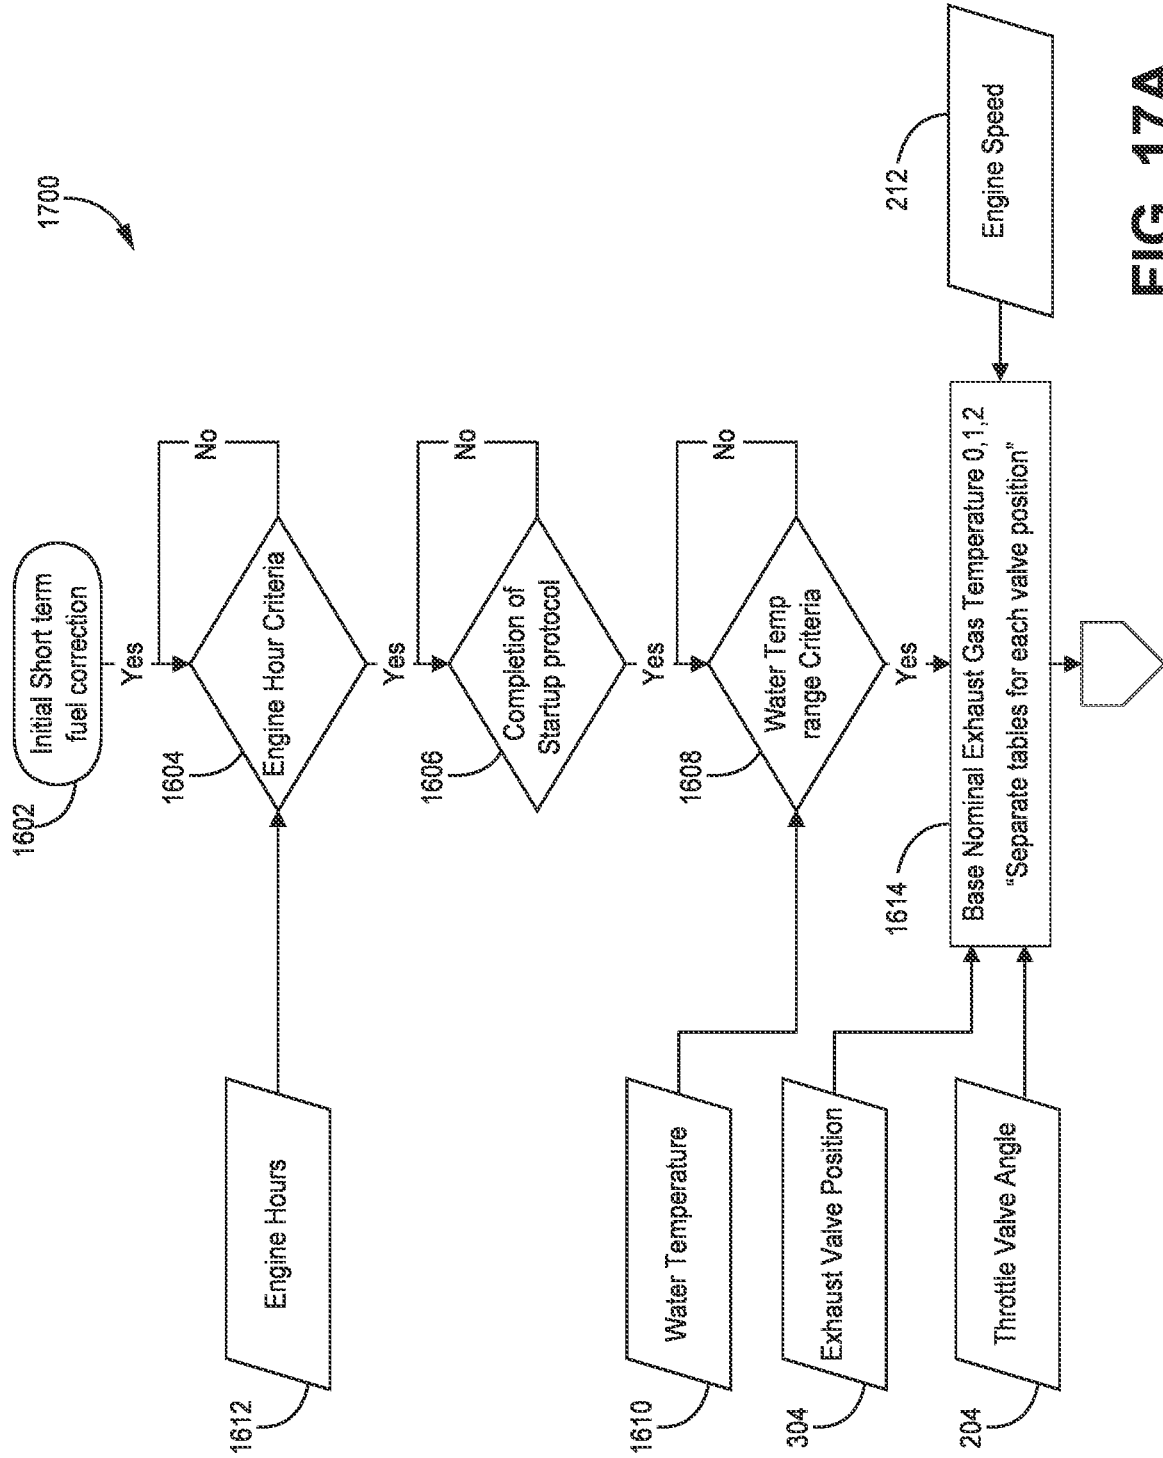 1700
1602
Initial Short term
fuel correction
Yes
1604
Engine Hour Criteria
No
1612
Engine Hours
Yes
1606
Completion of
Startup protocol
No
Yes
1608
Water Temp
range Criteria
No
1610
Water Temperature
Yes
304
Exhaust Valve Position
204
Throttle Valve Angle
1614
Base Nominal Exhaust Gas Temperature 0,1,2
"Separate tables for each valve position"
212
Engine Speed
FIG 17A